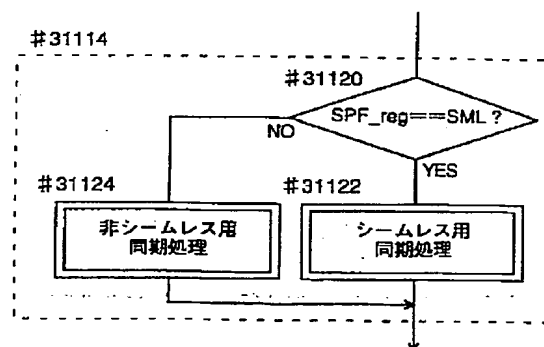 #31114
#31120
SPF_reg==SML ?
NO
YES
#31124
#31122
非シームレス用
同期処理
シームレス用
同期処理